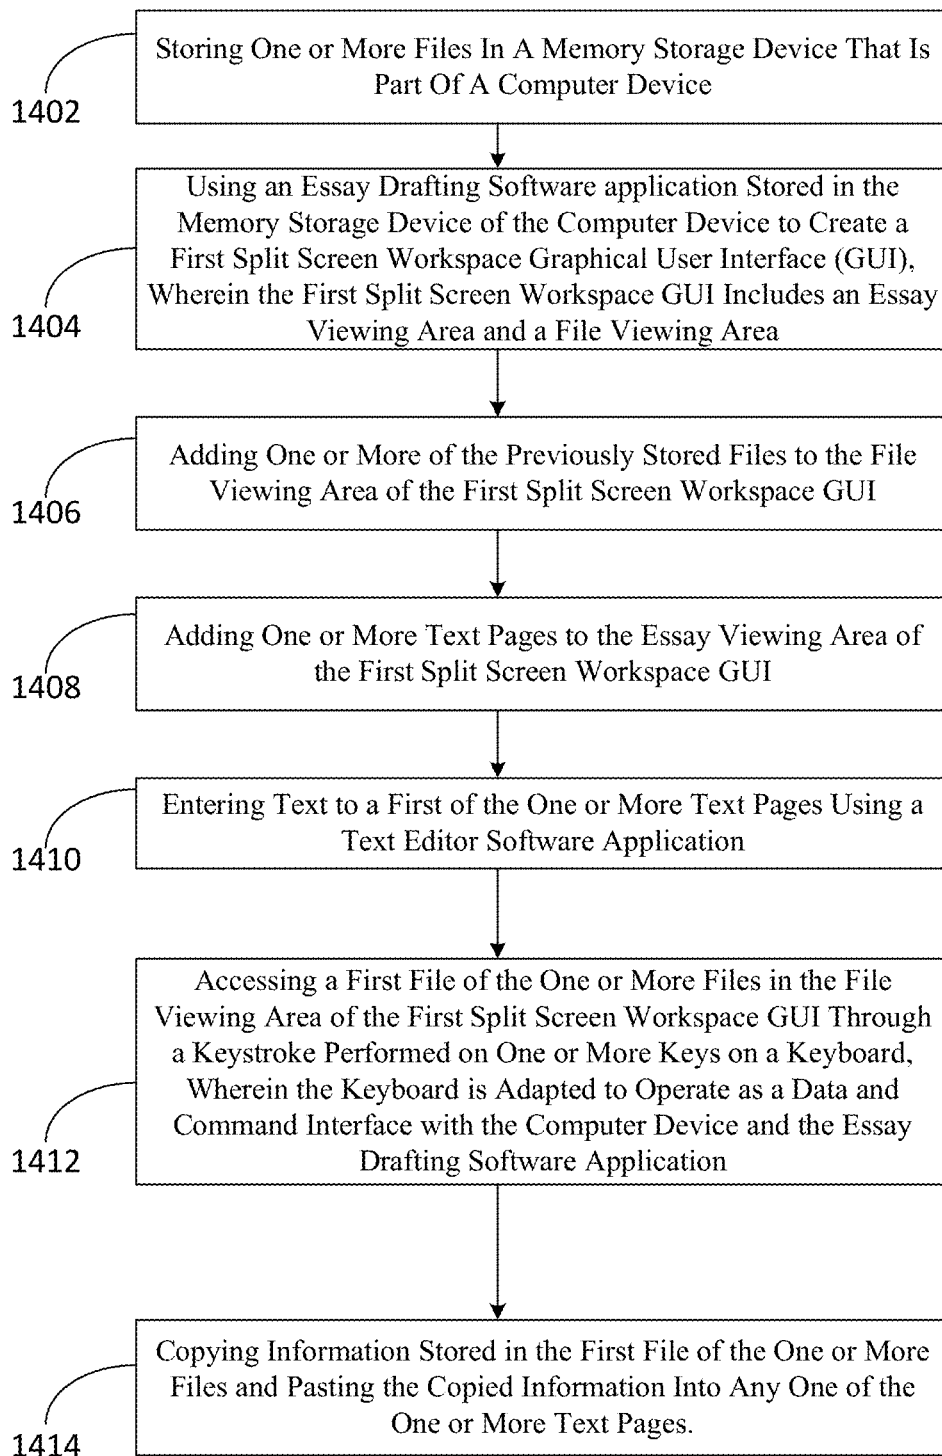 Storing One or More Files In A Memory Storage Device That Is
Part Of A Computer Device
1402
Using an Essay Drafting Software application Stored in the
Memory Storage Device of the Computer Device to Create a
First Split Screen Workspace Graphical User Interface (GUI),
Wherein the First Split Screen Workspace GUI Includes an Essay
Viewing Area and a File Viewing Area
1404
Adding One or More of the Previously Stored Files to the File
Viewing Area of the First Split Screen Workspace GUI
1406
Adding One or More Text Pages to the Essay Viewing Area of
the First Split Screen Workspace GUI
1408
Entering Text to a First of the One or More Text Pages Using a
Text Editor Software Application
1410
Accessing a First File of the One or More Files in the File
Viewing Area of the First Split Screen Workspace GUI Through
a Keystroke Performed on One or More Keys on a Keyboard,
Wherein the Keyboard is Adapted to Operate as a Data and
Command Interface with the Computer Device and the Essay
Drafting Software Application
1412
Copying Information Stored in the First File of the One or More
Files and Pasting the Copied Information Into Any One of the
One or More Text Pages.
1414